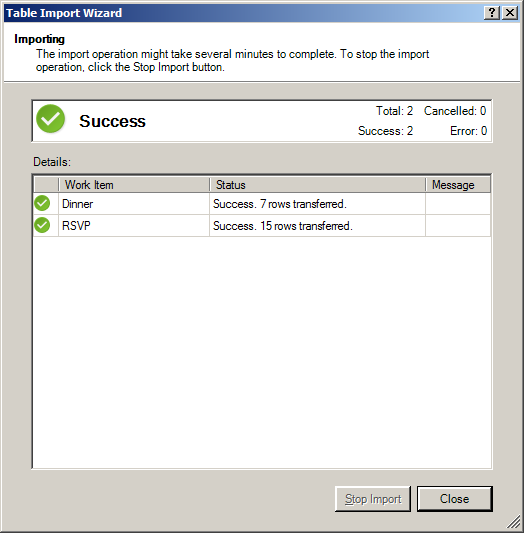 Table Import Wizard
Importing
The import operation might take several minutes to complete. To stop the import
operation, click the Stop Import button.
Success
Total: 2 Cancelled: 0
Success: 2 Error: 0
Details:
Work Item Status Message
Dinner Success. 7 rows transferred.
RSVP Success. 15 rows transferred.
Stop Import Close